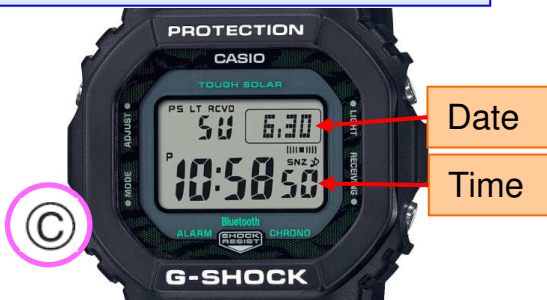 PROTECTION
CASIO
TOUGH SOLAR
ADJUST
LIGHT
PS LT RCVD
SU 6.30
SNZ
P 10:58 50
MODE
RECEIVING
Bluetooth
ALARM CHRONO
SHOCK RESIST
G-SHOCK
Date
Time
©